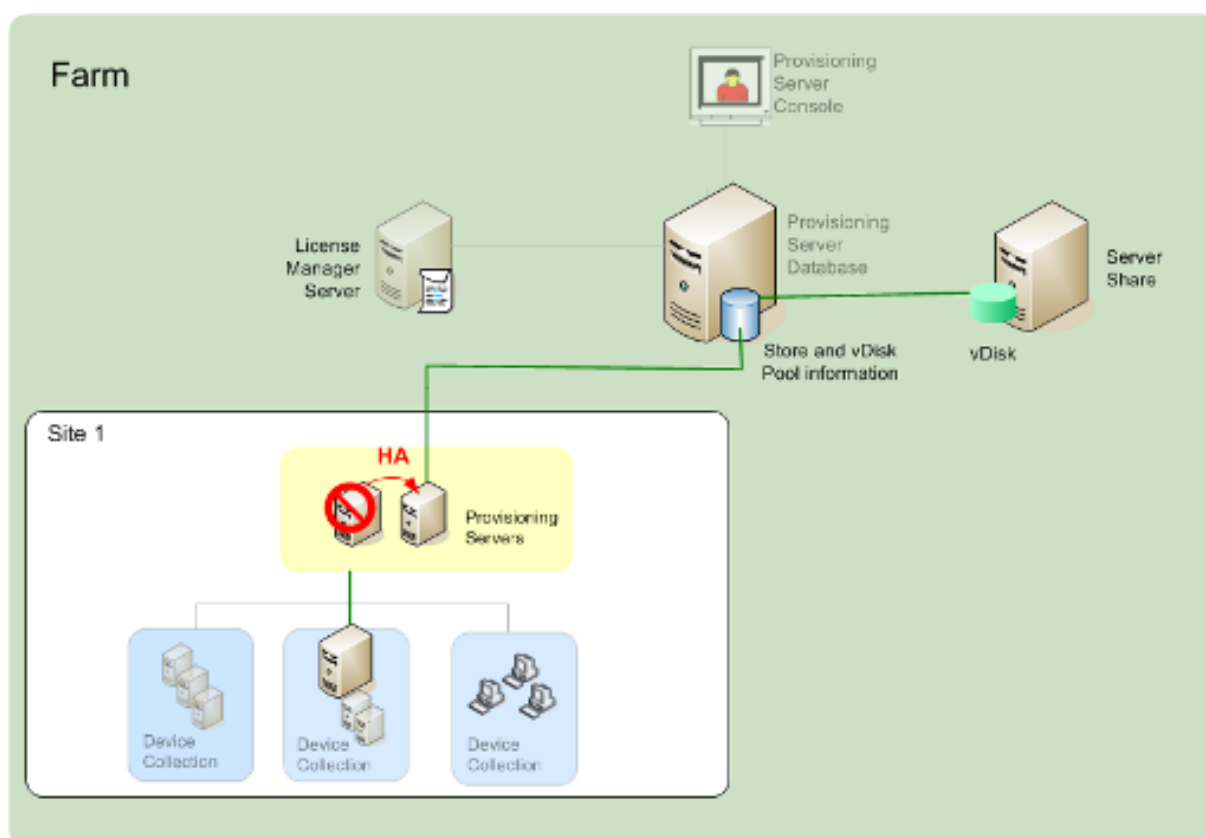 Farm
Provisioning
Server
Console
License
Manager
Server
Provisioning
Server
Database
Server
Share
Store and vDisk
Pool information
vDisk
Site 1
HA
Provisioning
Servers
Device
Collection
Device
Collection
Device
Collection